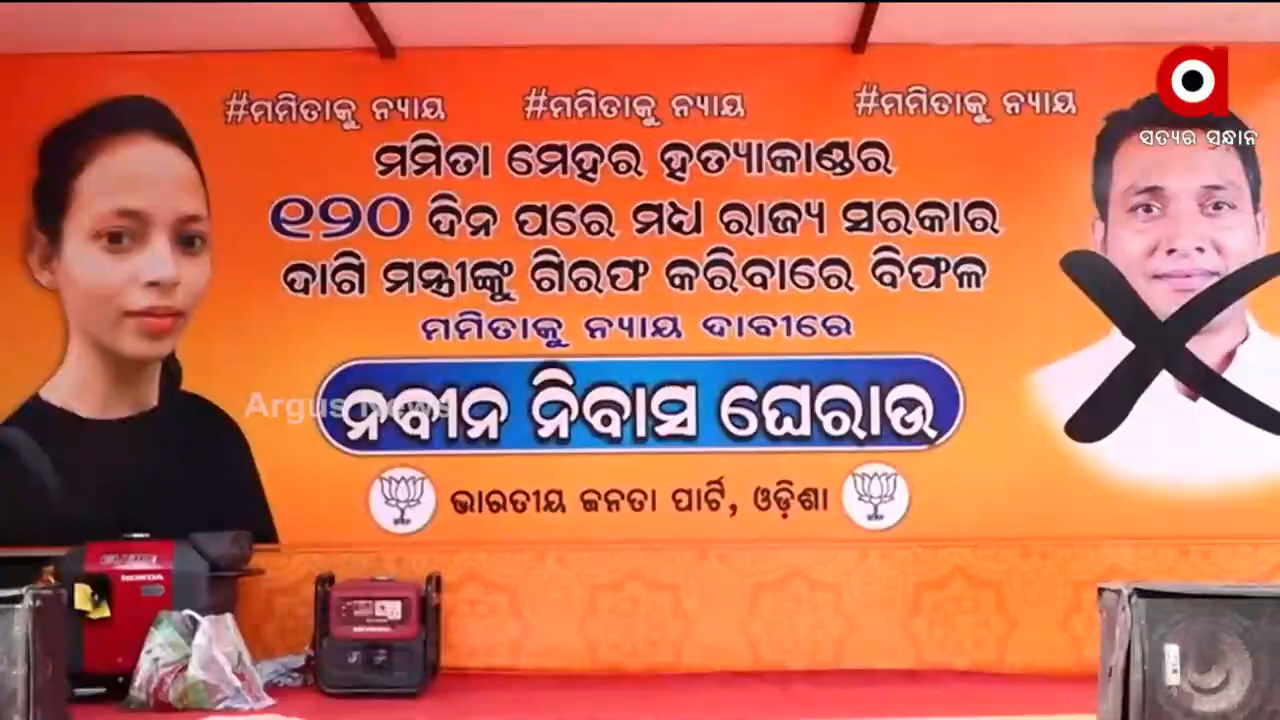 #ମମିତାକୁ ନ୍ୟାୟ #ମମିତାକୁ ନ୍ୟାୟ #ମମିତାକୁ ନ୍ୟାୟ
ସତ୍ୟର ସନ୍ଧାନ
ମମିତା ମେହର ହତ୍ୟାକାଣ୍ଡର
୧୨୦ ଦିନ ପରେ ମଧ୍ୟ ରାଜ୍ୟ ସରକାର
ଦାଗି ମନ୍ତ୍ରୀଙ୍କୁ ଗିରଫ କରିବାରେ ବିଫଳ
ମମିତାକୁ ନ୍ୟାୟ ଦାବୀରେ
ନବୀନ ନିବାସ ଘେରାଉ
Argus News
ଭାରତୀୟ ଜନତା ପାର୍ଟି, ଓଡ଼ିଶା
HONDA